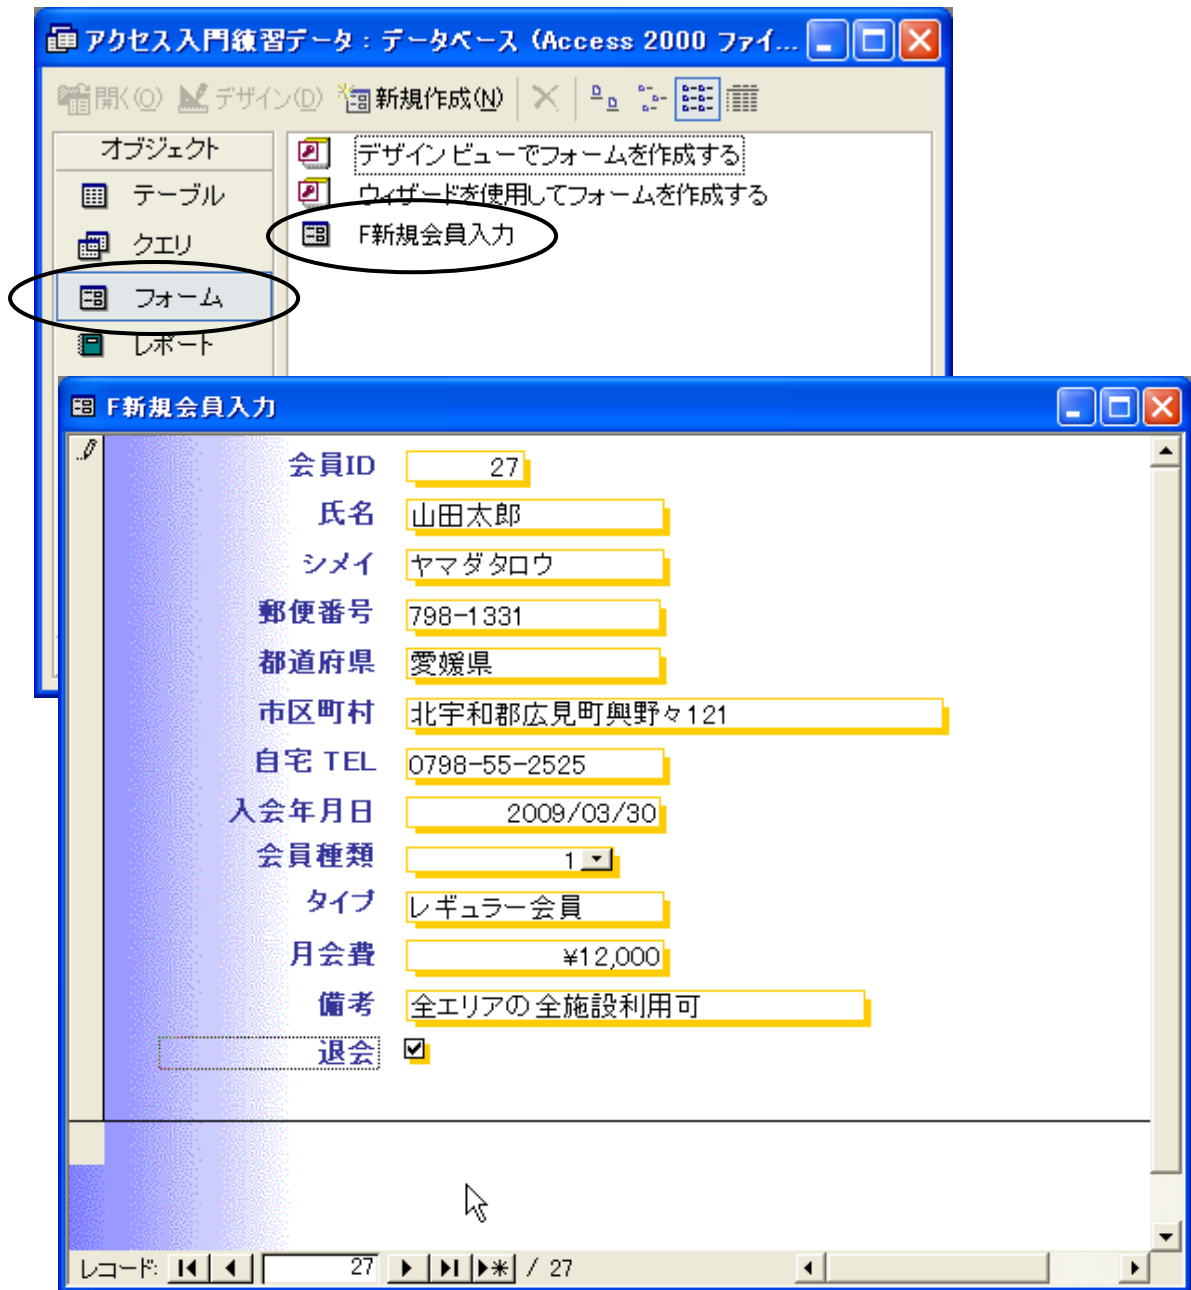 アクセス入門練習データ : データベース (Access 2000 ファイ...
開く(O) デザイン(D) 新規作成(N)
オブジェクト
テーブル
クエリ
フォーム
レポート
デザイン ビューでフォームを作成する
ウィザードを使用してフォームを作成する
F新規会員入力
F新規会員入力
会員ID 27
氏名 山田太郎
シメイ ヤマダタロウ
郵便番号 798-1331
都道府県 愛媛県
市区町村 北宇和郡広見町興野々121
自宅 TEL 0798-55-2525
入会年月日 2009/03/30
会員種類 1
タイプ レギュラー会員
月会費 ¥12,000
備考 全エリアの全施設利用可
退会
レコード: 27 / 27